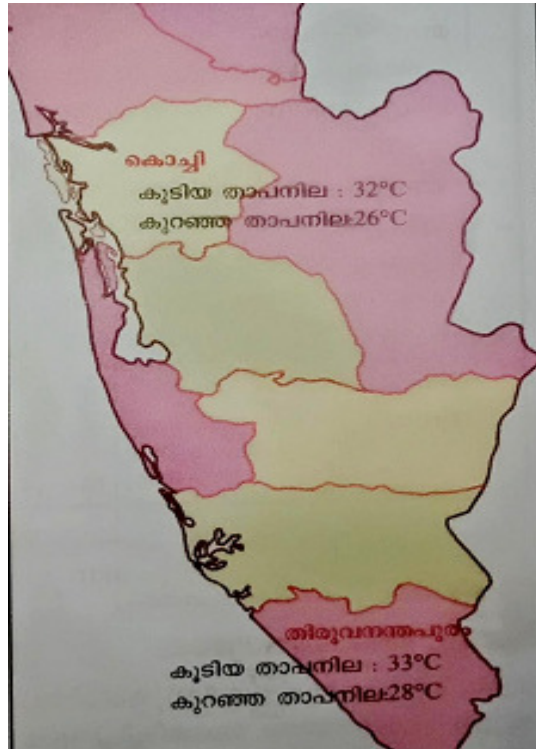 കൊച്ചി
കൂടിയ താപനില : 32°C
കുറഞ്ഞ താപനില:26°C
തിരുവനന്തപുരം
കൂടിയ താപനില : 33°C
കുറഞ്ഞ താപനില:28°C